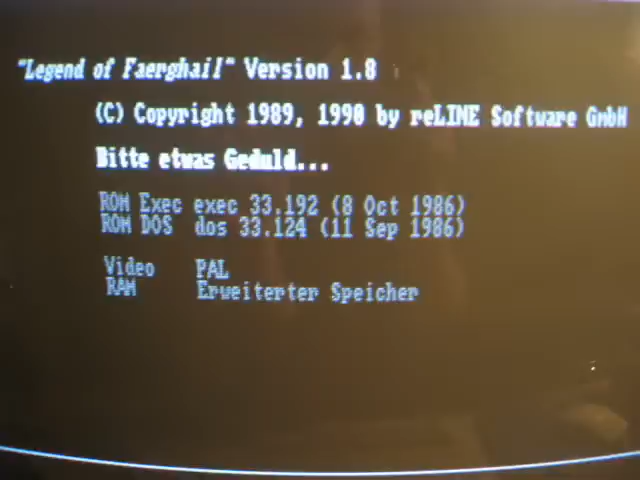 "Legend of Faerghail" Version 1.8
(C) Copyright 1989, 1990 by reLINE Software GmbH
Bitte etwas Geduld...
ROM Exec exec 33.192 (8 Oct 1986)
ROM DOS dos 33.124 (11 Sep 1986)
Video PAL
RAM Erweiterter Speicher